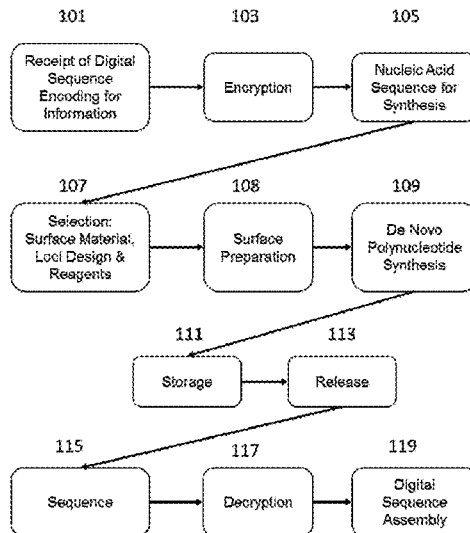 101
103
105
Receipt of Digital
Sequence
Encoding for
Information
Encryption
Nucleic Acid
Sequence for
Synthesis
107
108
109
Selection:
Surface Material,
Loci Design &
Reagents
Surface
Preparation
De Novo
Polynucleotide
Synthesis
111
113
Storage
Release
115
117
119
Sequence
Decryption
Digital
Sequence
Assembly